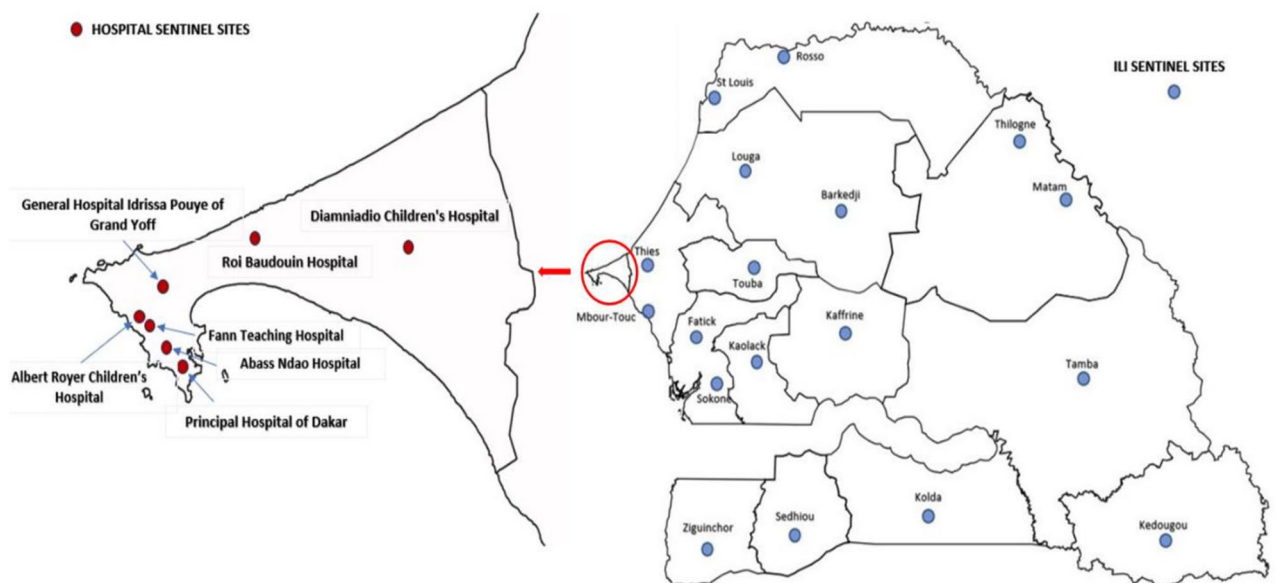 HOSPITAL SENTINEL SITES
General Hospital Idrissa Pouye of
Grand Yoff
Diamniadio Children's Hospital
Roi Baudouin Hospital
Fann Teaching Hospital
Abass Ndao Hospital
Albert Royer Children's
Hospital
Principal Hospital of Dakar
ILI SENTINEL SITES
Rosso
St Louis
Thilogne
Louga
Matam
Barkedji
Thies
Touba
Mbour-Touc
Fatick
Kaffrine
Kaolack
Tamba
Sokone
Kolda
Sedhiou
Ziguinchor
Kedougou